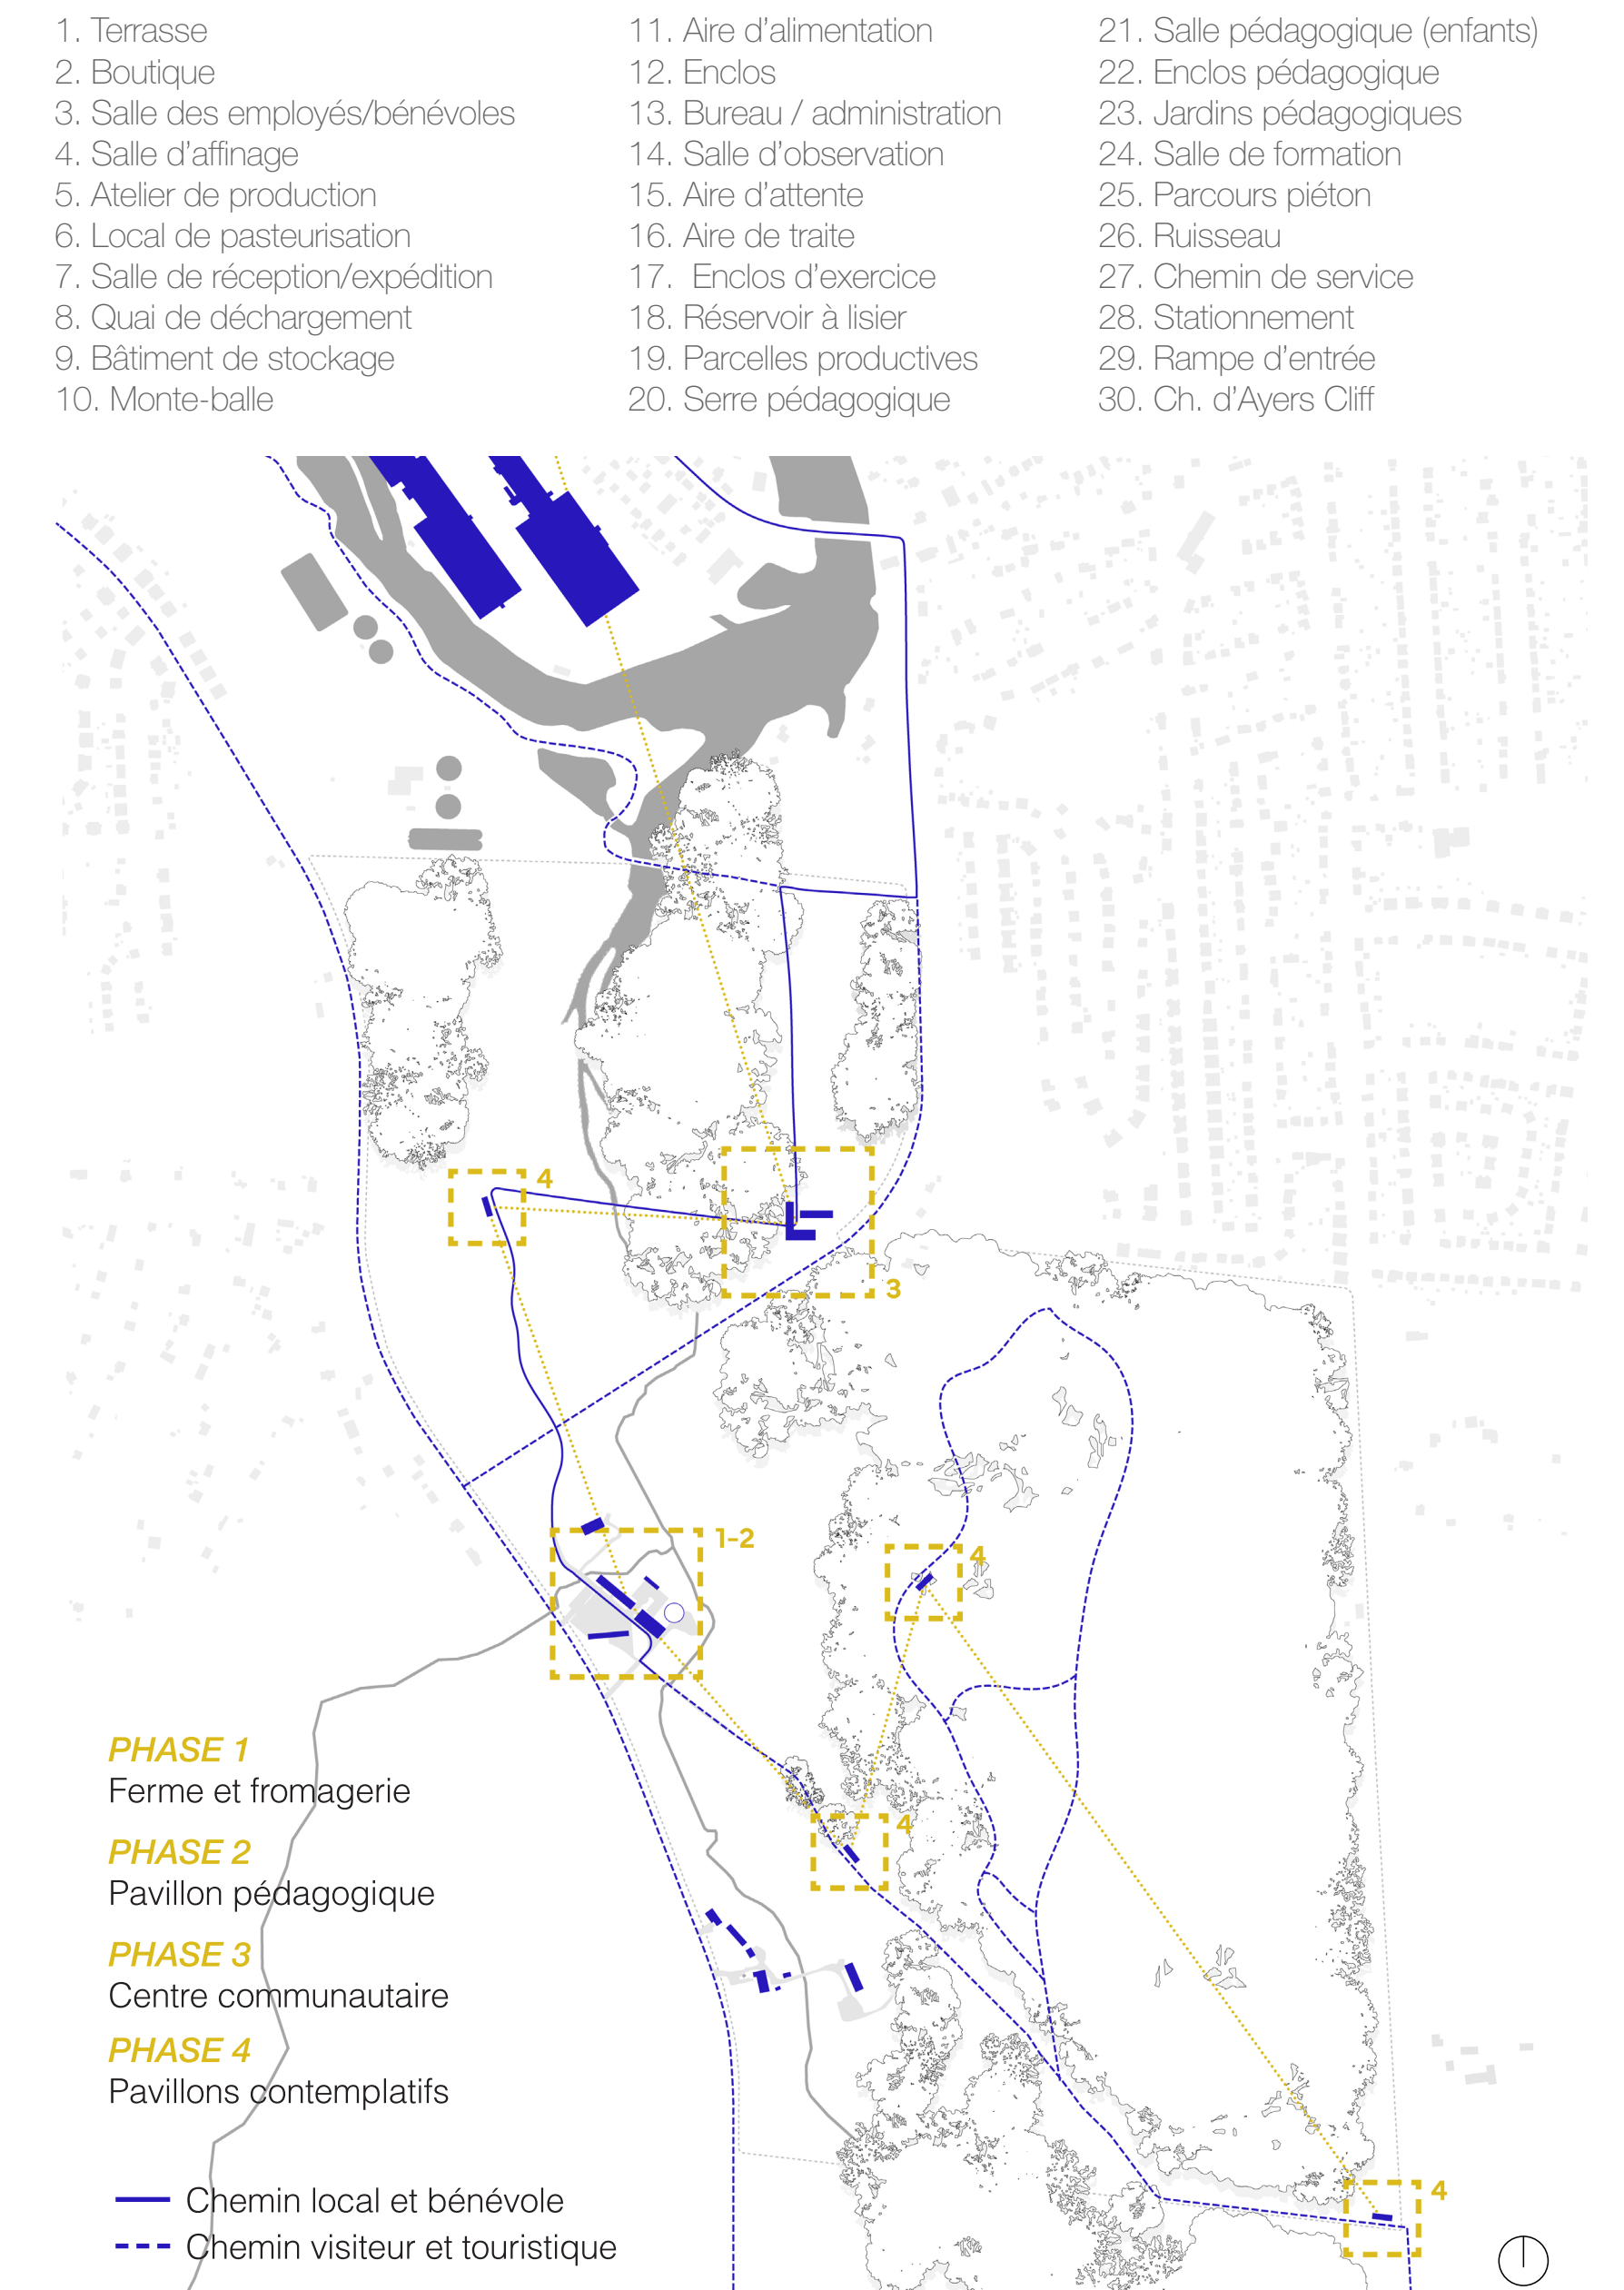 1. Terrasse
2. Boutique
3. Salle des employés/bénévoles
4. Salle d'affinage
5. Atelier de production
6. Local de pasteurisation
7. Salle de réception/expédition
8. Quai de déchargement
9. Bâtiment de stockage
10. Monte-balle
11. Aire d'alimentation
12. Enclos
13. Bureau / administration
14. Salle d'observation
15. Aire d'attente
16. Aire de traite
17. Enclos d'exercice
18. Réservoir à lisier
19. Parcelles productives
20. Serre pédagogique
21. Salle pédagogique (enfants)
22. Enclos pédagogique
23. Jardins pédagogiques
24. Salle de formation
25. Parcours piéton
26. Ruisseau
27. Chemin de service
28. Stationnement
29. Rampe d'entrée
30. Ch. d'Ayers Cliff
4
3
1-2
4
4
4
PHASE 1
Ferme et fromagerie
PHASE 2
Pavillon pédagogique
PHASE 3
Centre communautaire
PHASE 4
Pavillons contemplatifs
Chemin local et bénévole
Chemin visiteur et touristique